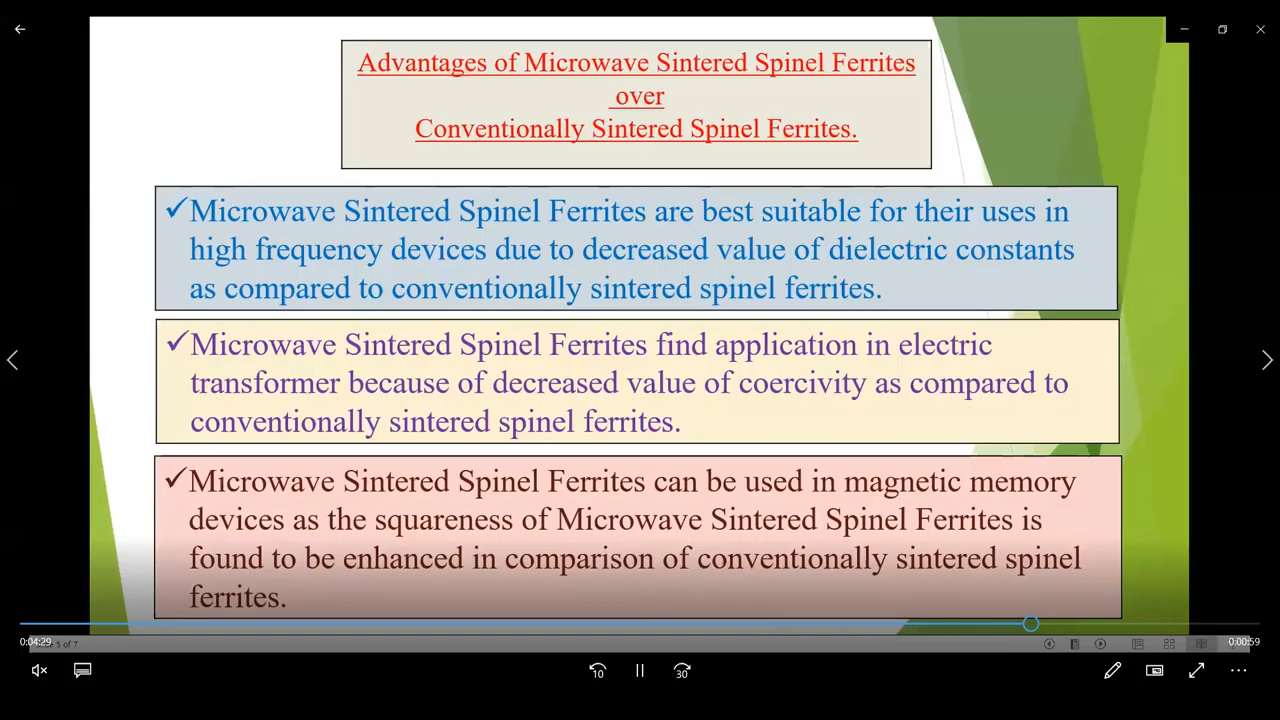 Advantages of Microwave Sintered Spinel Ferrites
over
Conventionally Sintered Spinel Ferrites.
✓Microwave Sintered Spinel Ferrites are best suitable for their uses in
high frequency devices due to decreased value of dielectric constants
as compared to conventionally sintered spinel ferrites.
✓Microwave Sintered Spinel Ferrites find application in electric
transformer because of decreased value of coercivity as compared to
conventionally sintered spinel ferrites.
✓Microwave Sintered Spinel Ferrites can be used in magnetic memory
devices as the squareness of Microwave Sintered Spinel Ferrites is
found to be enhanced in comparison of conventionally sintered spinel
ferrites.
0:04:29
5 of 7
0:00:59
10
30